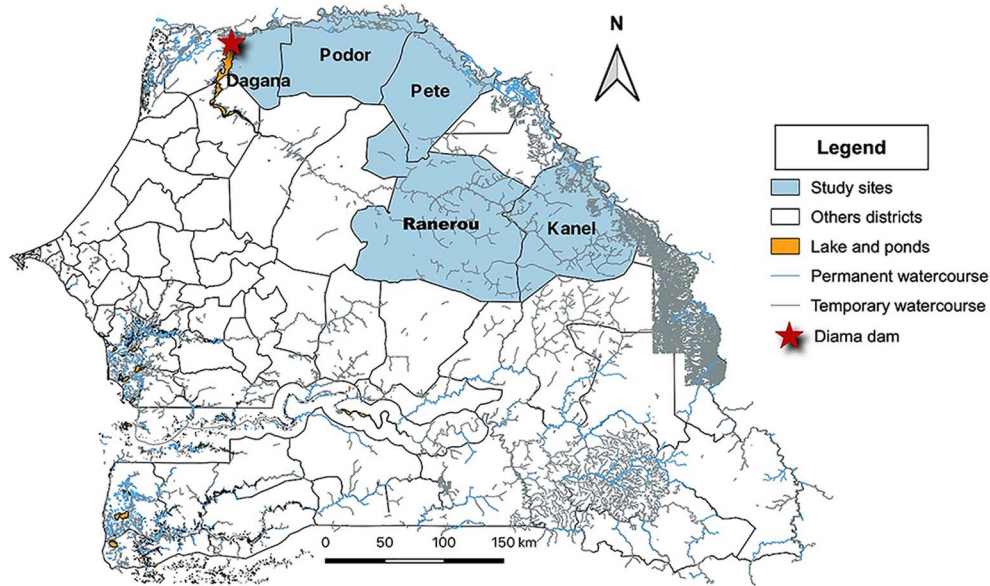 N
Podor
Dagana
Pete
Legend
Study sites
Others districts
Ranerou
Kanel
Lake and ponds
Permanent watercourse
Temporary watercourse
Diama dam
0 50 100 150 km